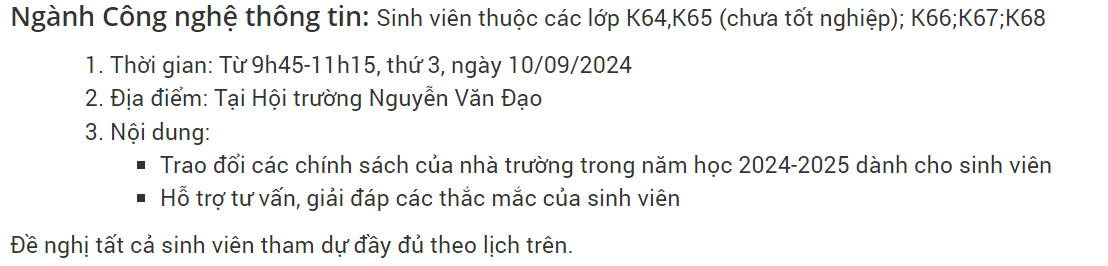 Ngành Công nghệ thông tin: Sinh viên thuộc các lớp K64,K65 (chưa tốt nghiệp); K66;K67;K68
1. Thời gian: Từ 9h45-11h15, thứ 3, ngày 10/09/2024
2. Địa điểm: Tại Hội trường Nguyễn Văn Đạo
3. Nội dung:
▪ Trao đổi các chính sách của nhà trường trong năm học 2024-2025 dành cho sinh viên
▪ Hỗ trợ tư vấn, giải đáp các thắc mắc của sinh viên
Đề nghị tất cả sinh viên tham dự đầy đủ theo lịch trên.